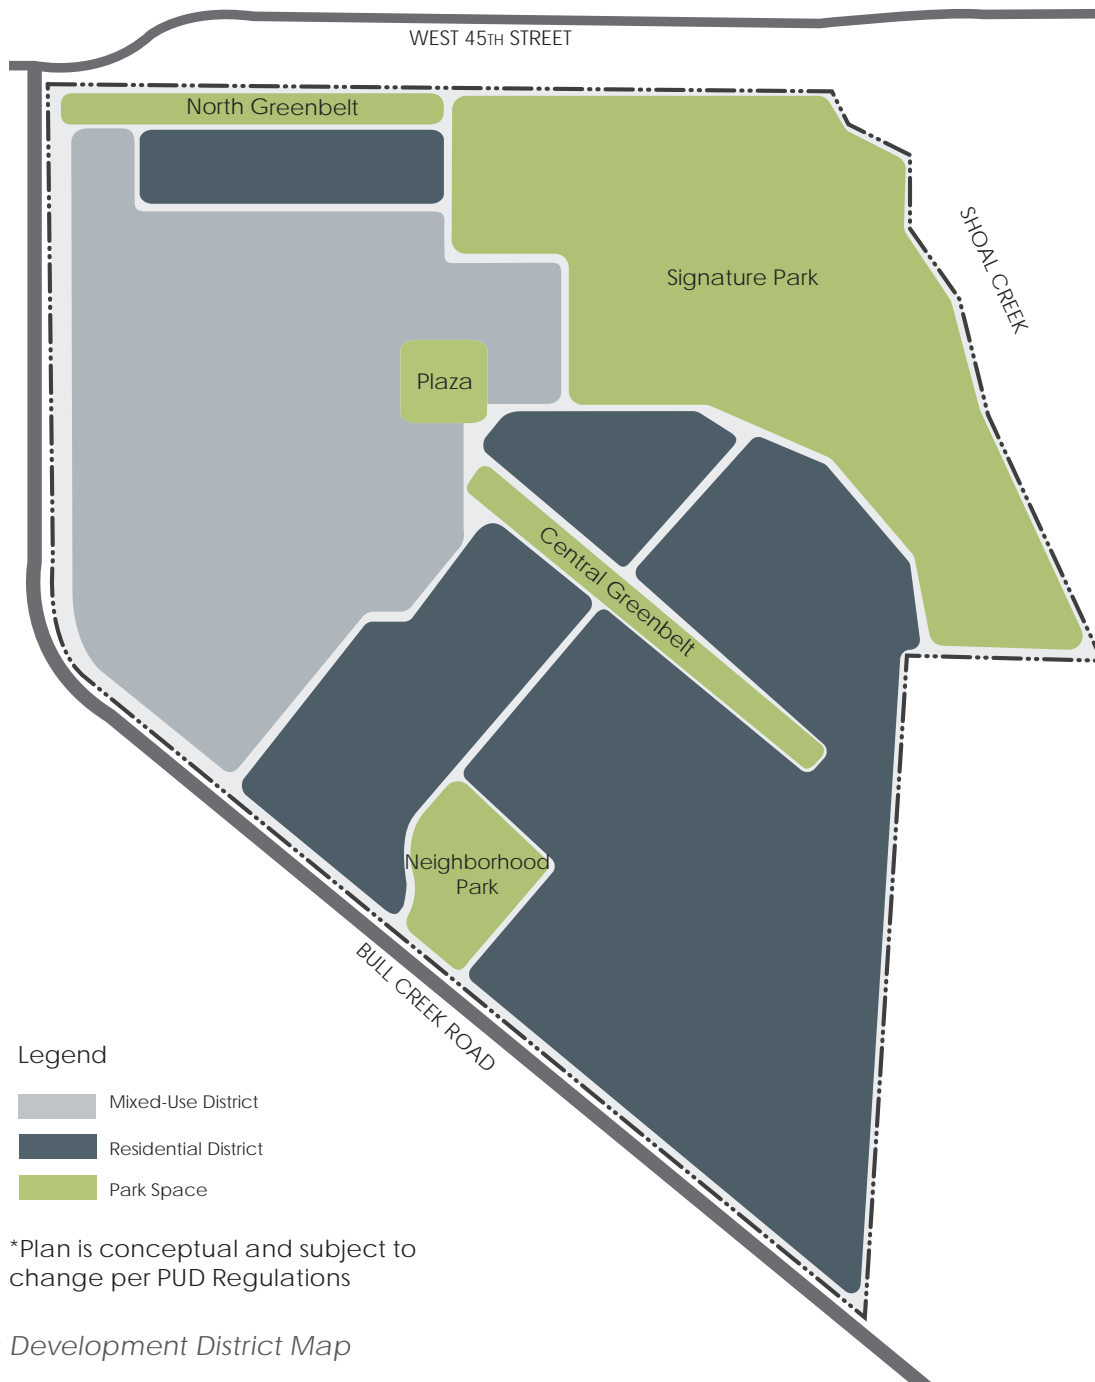 WEST 45TH STREET
North Greenbelt
SHOAL CREEK
Signature Park
Plaza
Central Greenbelt
Neighborhood
Park
BULL CREEK ROAD
Legend
Mixed-Use District
Residential District
Park Space
*Plan is conceptual and subject to
change per PUD Regulations
Development District Map